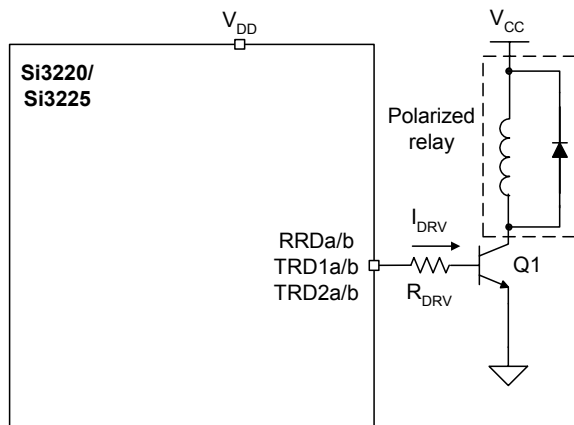 V_DD
V_CC
Si3220/
Si3225
Polarized
relay
I_DRV
RRDa/b
TRD1a/b
TRD2a/b
R_DRV
Q1